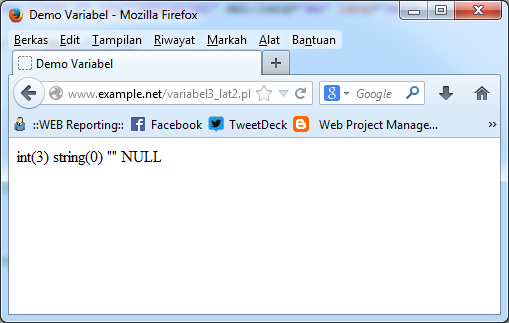 Demo Variabel - Mozilla Firefox
Berkas Edit Tampilan Riwayat Markah Alat Bantuan
Demo Variabel
www.example.net/variabel3_lat2.pl Google
::WEB Reporting:: Facebook TweetDeck Web Project Manage... »
int(3) string(0) "" NULL